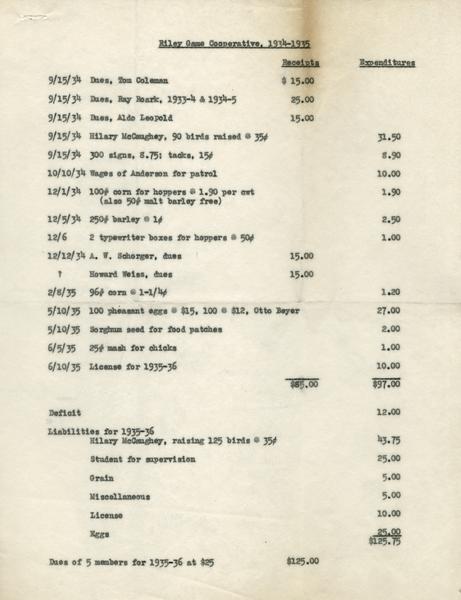 Riley Game Cooperative, 1934-1935
Receipts Expenditures
9/15/34 Dues, Tom Coleman $ 15.00
9/15/34 Dues, Ray Roark, 1933-4 & 1934-5 25.00
9/15/34 Dues, Aldo Leopold 15.00
9/15/34 Hilary McCaughey, 90 birds raised @ 35¢ 31.50
9/15/34 300 signs, 8.75; tacks, 15¢ 8.90
10/10/34 Wages of Anderson for patrol 10.00
12/1/34 100# corn for hoppers @ 1.90 per cwt 1.90
(also 50# malt barley free)
12/5/34 250# barley @ 1¢ 2.50
12/6 2 typewriter boxes for hoppers @ 50¢ 1.00
12/12/34 A. W. Schorger, dues 15.00
? Howard Weiss, dues 15.00
2/8/35 96# corn @ 1-1/4¢ 1.20
5/10/35 100 pheasant eggs @ $15, 100 @ $12, Otto Beyer 27.00
5/10/35 Sorghum seed for food patches 2.00
6/5/35 25# mash for chicks 1.00
6/10/35 License for 1935-36 10.00
$85.00 $97.00
Deficit 12.00
Liabilities for 1935-36
Hilary McCaughey, raising 125 birds @ 35¢ 43.75
Student for supervision 25.00
Grain 5.00
Miscellaneous 5.00
License 10.00
Eggs 25.00
$125.75
Dues of 5 members for 1935-36 at $25 $125.00